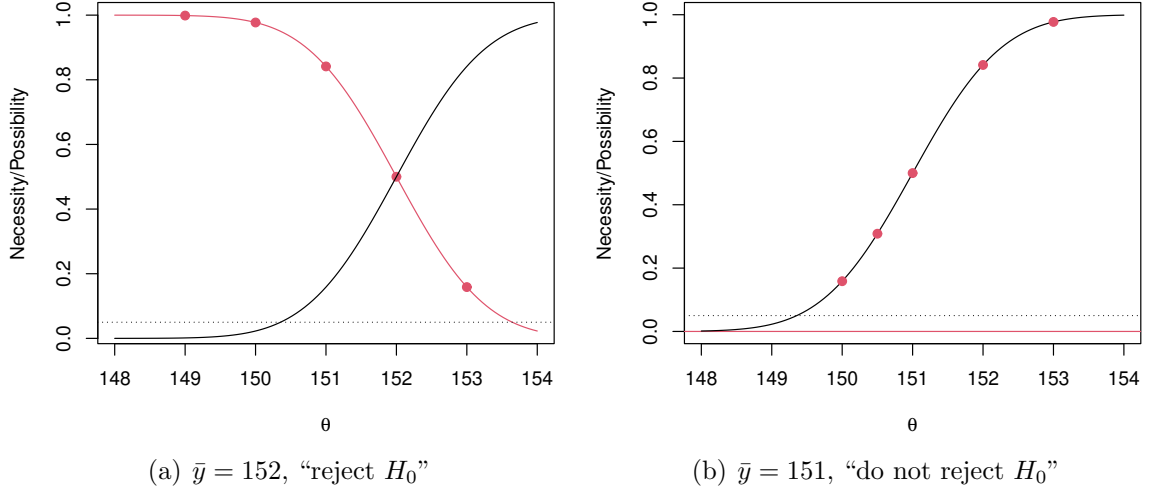 Necessity/Possibility
1.0
0.8
0.6
0.4
0.2
0.0
148 149 150 151 152 153 154
θ
(a) ȳ = 152, “reject H₀”
Necessity/Possibility
1.0
0.8
0.6
0.4
0.2
0.0
148 149 150 151 152 153 154
θ
(b) ȳ = 151, “do not reject H₀”